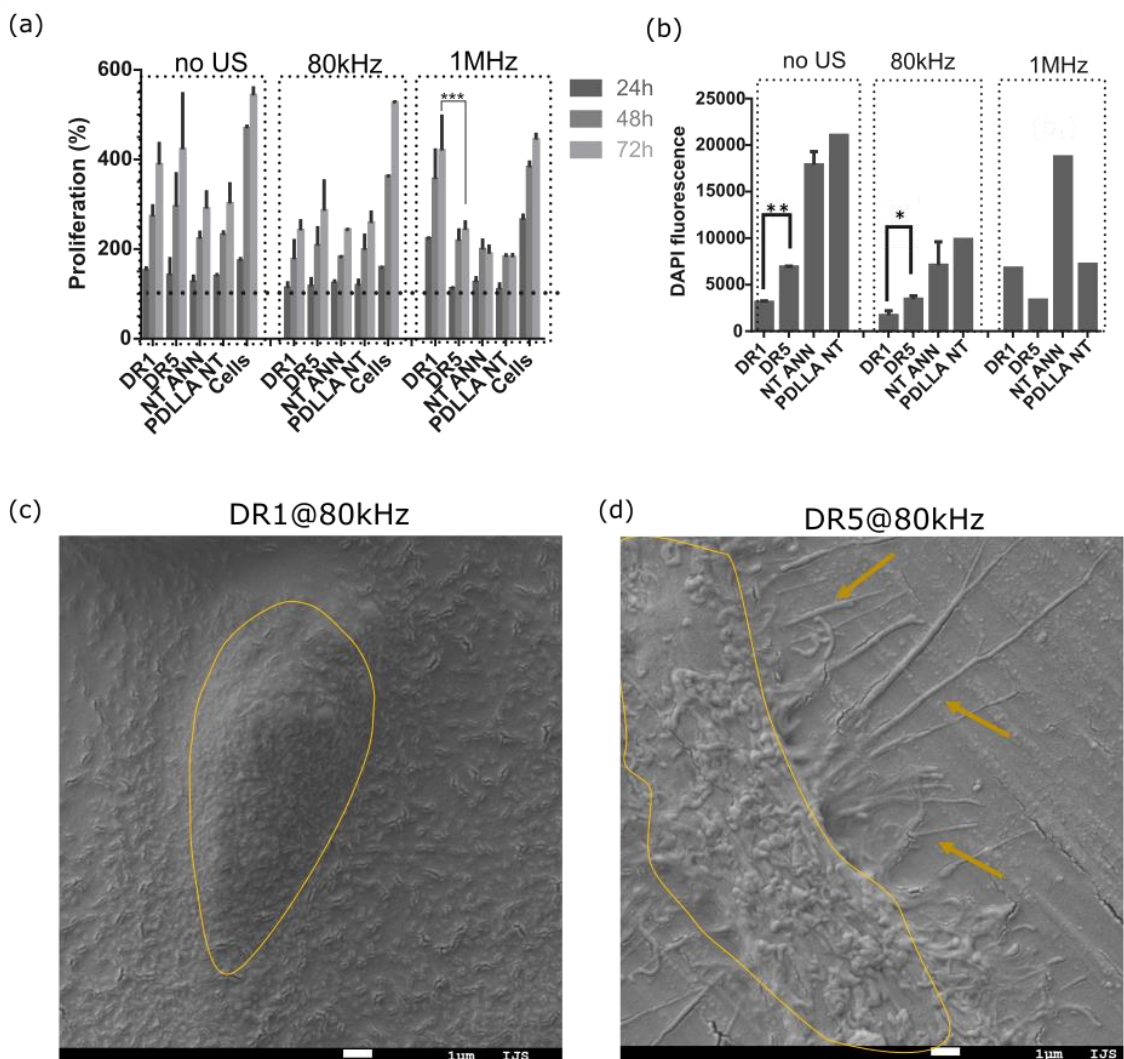 (a)
no US
80kHz
1MHz
***
24h
48h
72h
Proliferation (%)
600
400
200
0
DR1
DR5
NT ANN
PDLLA NT
Cells
DR1
DR5
NT ANN
PDLLA NT
Cells
DR1
DR5
NT ANN
PDLLA NT
Cells
(b)
no US
80kHz
1MHz
DAPI fluorescence
25000
20000
15000
10000
5000
0
**
*
DR1
DR5
NT ANN
PDLLA NT
DR1
DR5
NT ANN
PDLLA NT
DR1
DR5
NT ANN
PDLLA NT
(c)
DR1@80kHz
1μm IJS
(d)
DR5@80kHz
1μm IJS